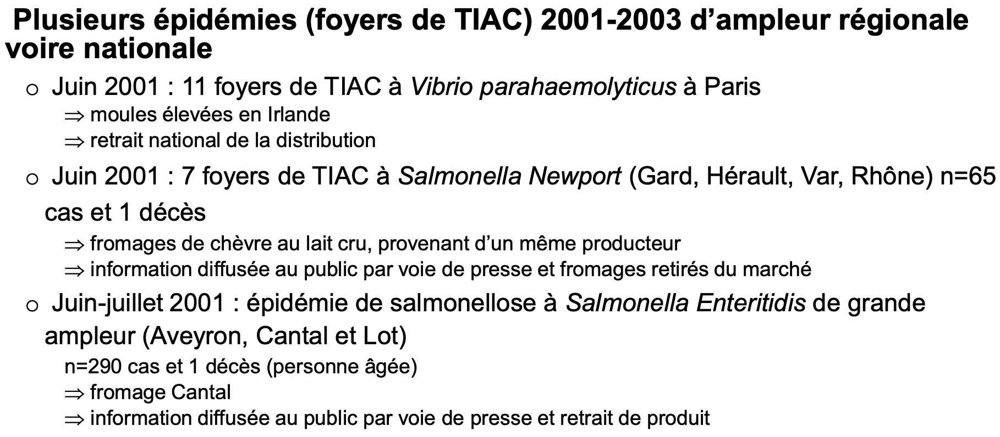 Plusieurs épidémies (foyers de TIAC) 2001-2003 d’ampleur régionale
voire nationale
o Juin 2001 : 11 foyers de TIAC à Vibrio parahaemolyticus à Paris
⇒ moules élevées en Irlande
⇒ retrait national de la distribution
o Juin 2001 : 7 foyers de TIAC à Salmonella Newport (Gard, Hérault, Var, Rhône) n=65
cas et 1 décès
⇒ fromages de chèvre au lait cru, provenant d’un même producteur
⇒ information diffusée au public par voie de presse et fromages retirés du marché
o Juin-juillet 2001 : épidémie de salmonellose à Salmonella Enteritidis de grande
ampleur (Aveyron, Cantal et Lot)
n=290 cas et 1 décès (personne âgée)
⇒ fromage Cantal
⇒ information diffusée au public par voie de presse et retrait de produit